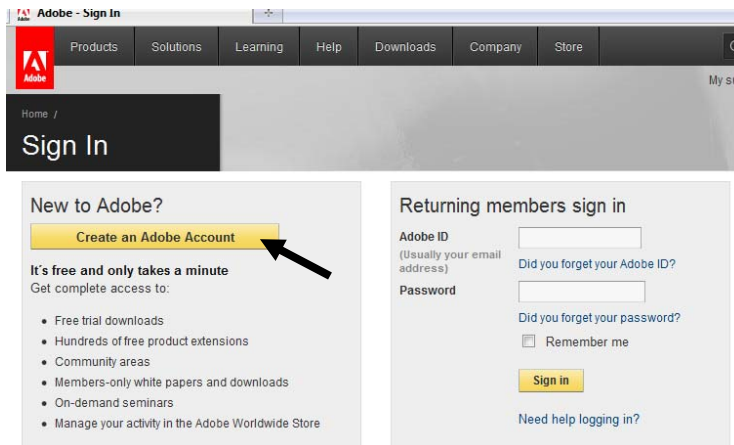 Adobe - Sign In
Products Solutions Learning Help Downloads Company Store
Adobe
My
Home /
Sign In
New to Adobe?
Create an Adobe Account
It's free and only takes a minute
Get complete access to:
• Free trial downloads
• Hundreds of free product extensions
• Community areas
• Members-only white papers and downloads
• On-demand seminars
• Manage your activity in the Adobe Worldwide Store
Returning members sign in
Adobe ID
(Usually your email
address)
Did you forget your Adobe ID?
Password
Did you forget your password?
Remember me
Sign in
Need help logging in?